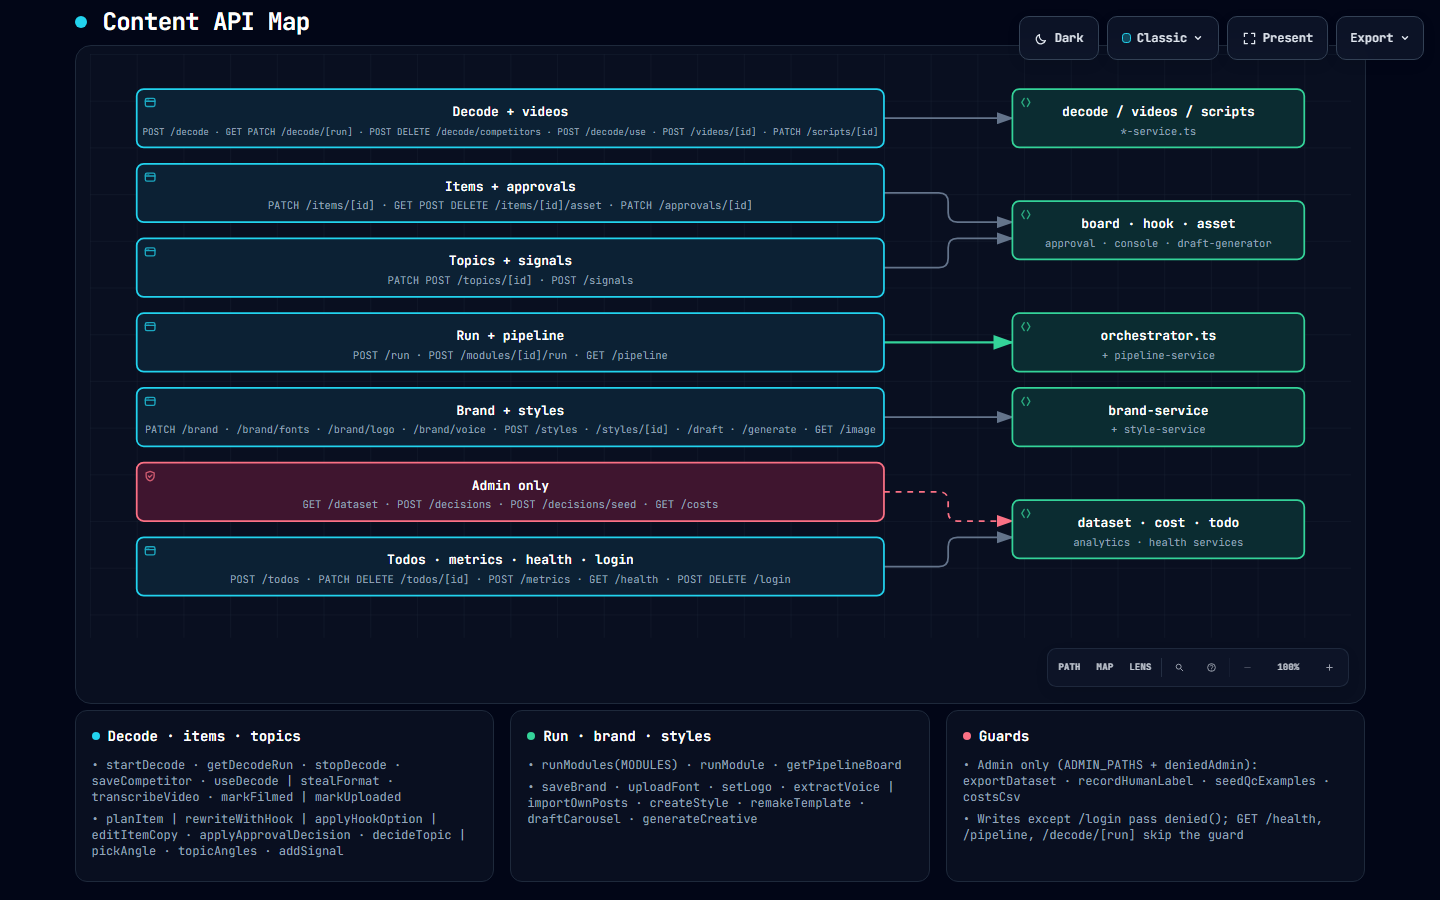 Content API Map
Dark
Classic
Present
Export
Decode + videos
POST /decode · GET PATCH /decode/[run] · POST DELETE /decode/competitors · POST /decode/use · POST /videos/[id] · PATCH /scripts/[id]
decode / videos / scripts
*-service.ts
Items + approvals
PATCH /items/[id] · GET POST DELETE /items/[id]/asset · PATCH /approvals/[id]
board · hook · asset
approval · console · draft-generator
Topics + signals
PATCH POST /topics/[id] · POST /signals
Run + pipeline
POST /run · POST /modules/[id]/run · GET /pipeline
orchestrator.ts
+ pipeline-service
Brand + styles
PATCH /brand · /brand/fonts · /brand/logo · /brand/voice · POST /styles · /styles/[id] · /draft · /generate · GET /image
brand-service
+ style-service
Admin only
GET /dataset · POST /decisions · POST /decisions/seed · GET /costs
dataset · cost · todo
analytics · health services
Todos · metrics · health · login
POST /todos · PATCH DELETE /todos/[id] · POST /metrics · GET /health · POST DELETE /login
PATH MAP LENS 100%
Decode · items · topics
• startDecode · getDecodeRun · stopDecode ·
saveCompetitor · useDecode | stealFormat ·
transcribeVideo · markFilmed | markUploaded
• planItem | rewriteWithHook | applyHookOption |
editItemCopy · applyApprovalDecision · decideTopic |
pickAngle · topicAngles · addSignal
Run · brand · styles
• runModules(MODULES) · runModule · getPipelineBoard
• saveBrand · uploadFont · setLogo · extractVoice |
importOwnPosts · createStyle · remakeTemplate ·
draftCarousel · generateCreative
Guards
• Admin only (ADMIN_PATHS + deniedAdmin):
exportDataset · recordHumanLabel · seedQcExamples ·
costsCsv
• Writes except /login pass denied(); GET /health,
/pipeline, /decode/[run] skip the guard